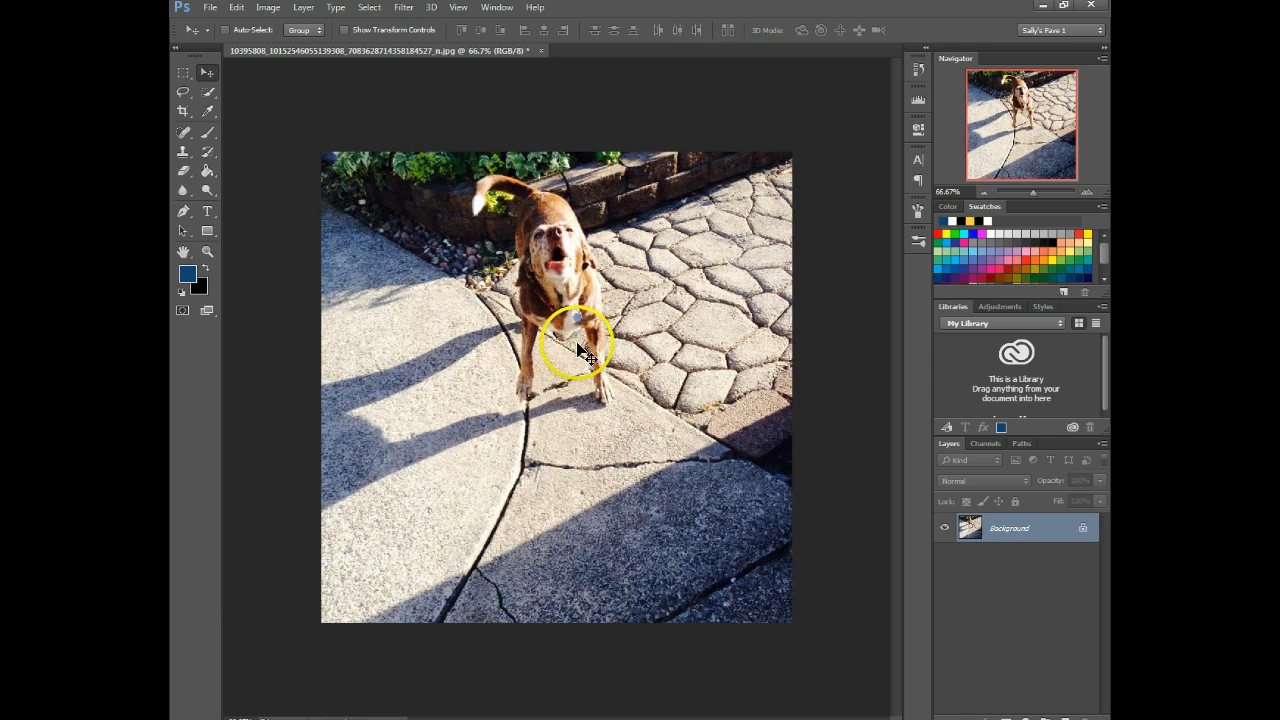 Ps File Edit Image Layer Type Select Filter 3D View Window Help
Auto-Select: Group Show Transform Controls 3D Mode: Sally's Fave 1
10395808_10152546055139308_7083628714358184527_n.jpg @ 66.7% (RGB/8) *
Navigator
66.67%
Color Swatches
Libraries Adjustments Styles
My Library
This is a Library
Drag anything from your
document into here
Layers Channels Paths
Kind
Normal Opacity: 100%
Lock: Fill: 100%
Background